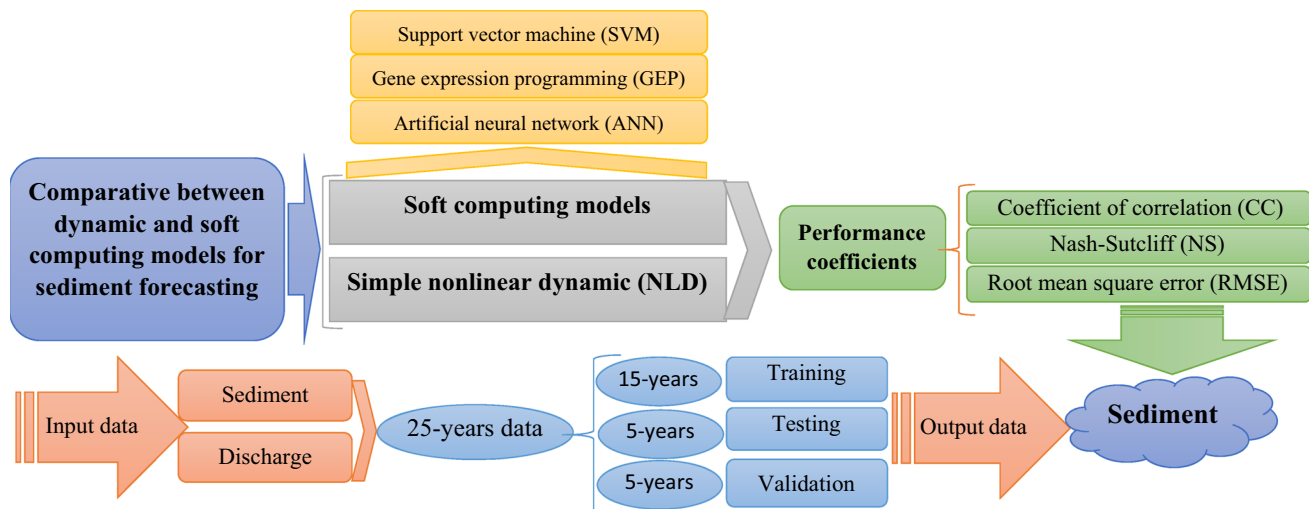 Support vector machine (SVM)
Gene expression programming (GEP)
Artificial neural network (ANN)
Comparative between
dynamic and soft
computing models for
sediment forecasting
Soft computing models
Simple nonlinear dynamic (NLD)
Performance
coefficients
Coefficient of correlation (CC)
Nash-Sutcliff (NS)
Root mean square error (RMSE)
Input data
Sediment
Discharge
25-years data
15-years
Training
5-years
Testing
5-years
Validation
Output data
Sediment